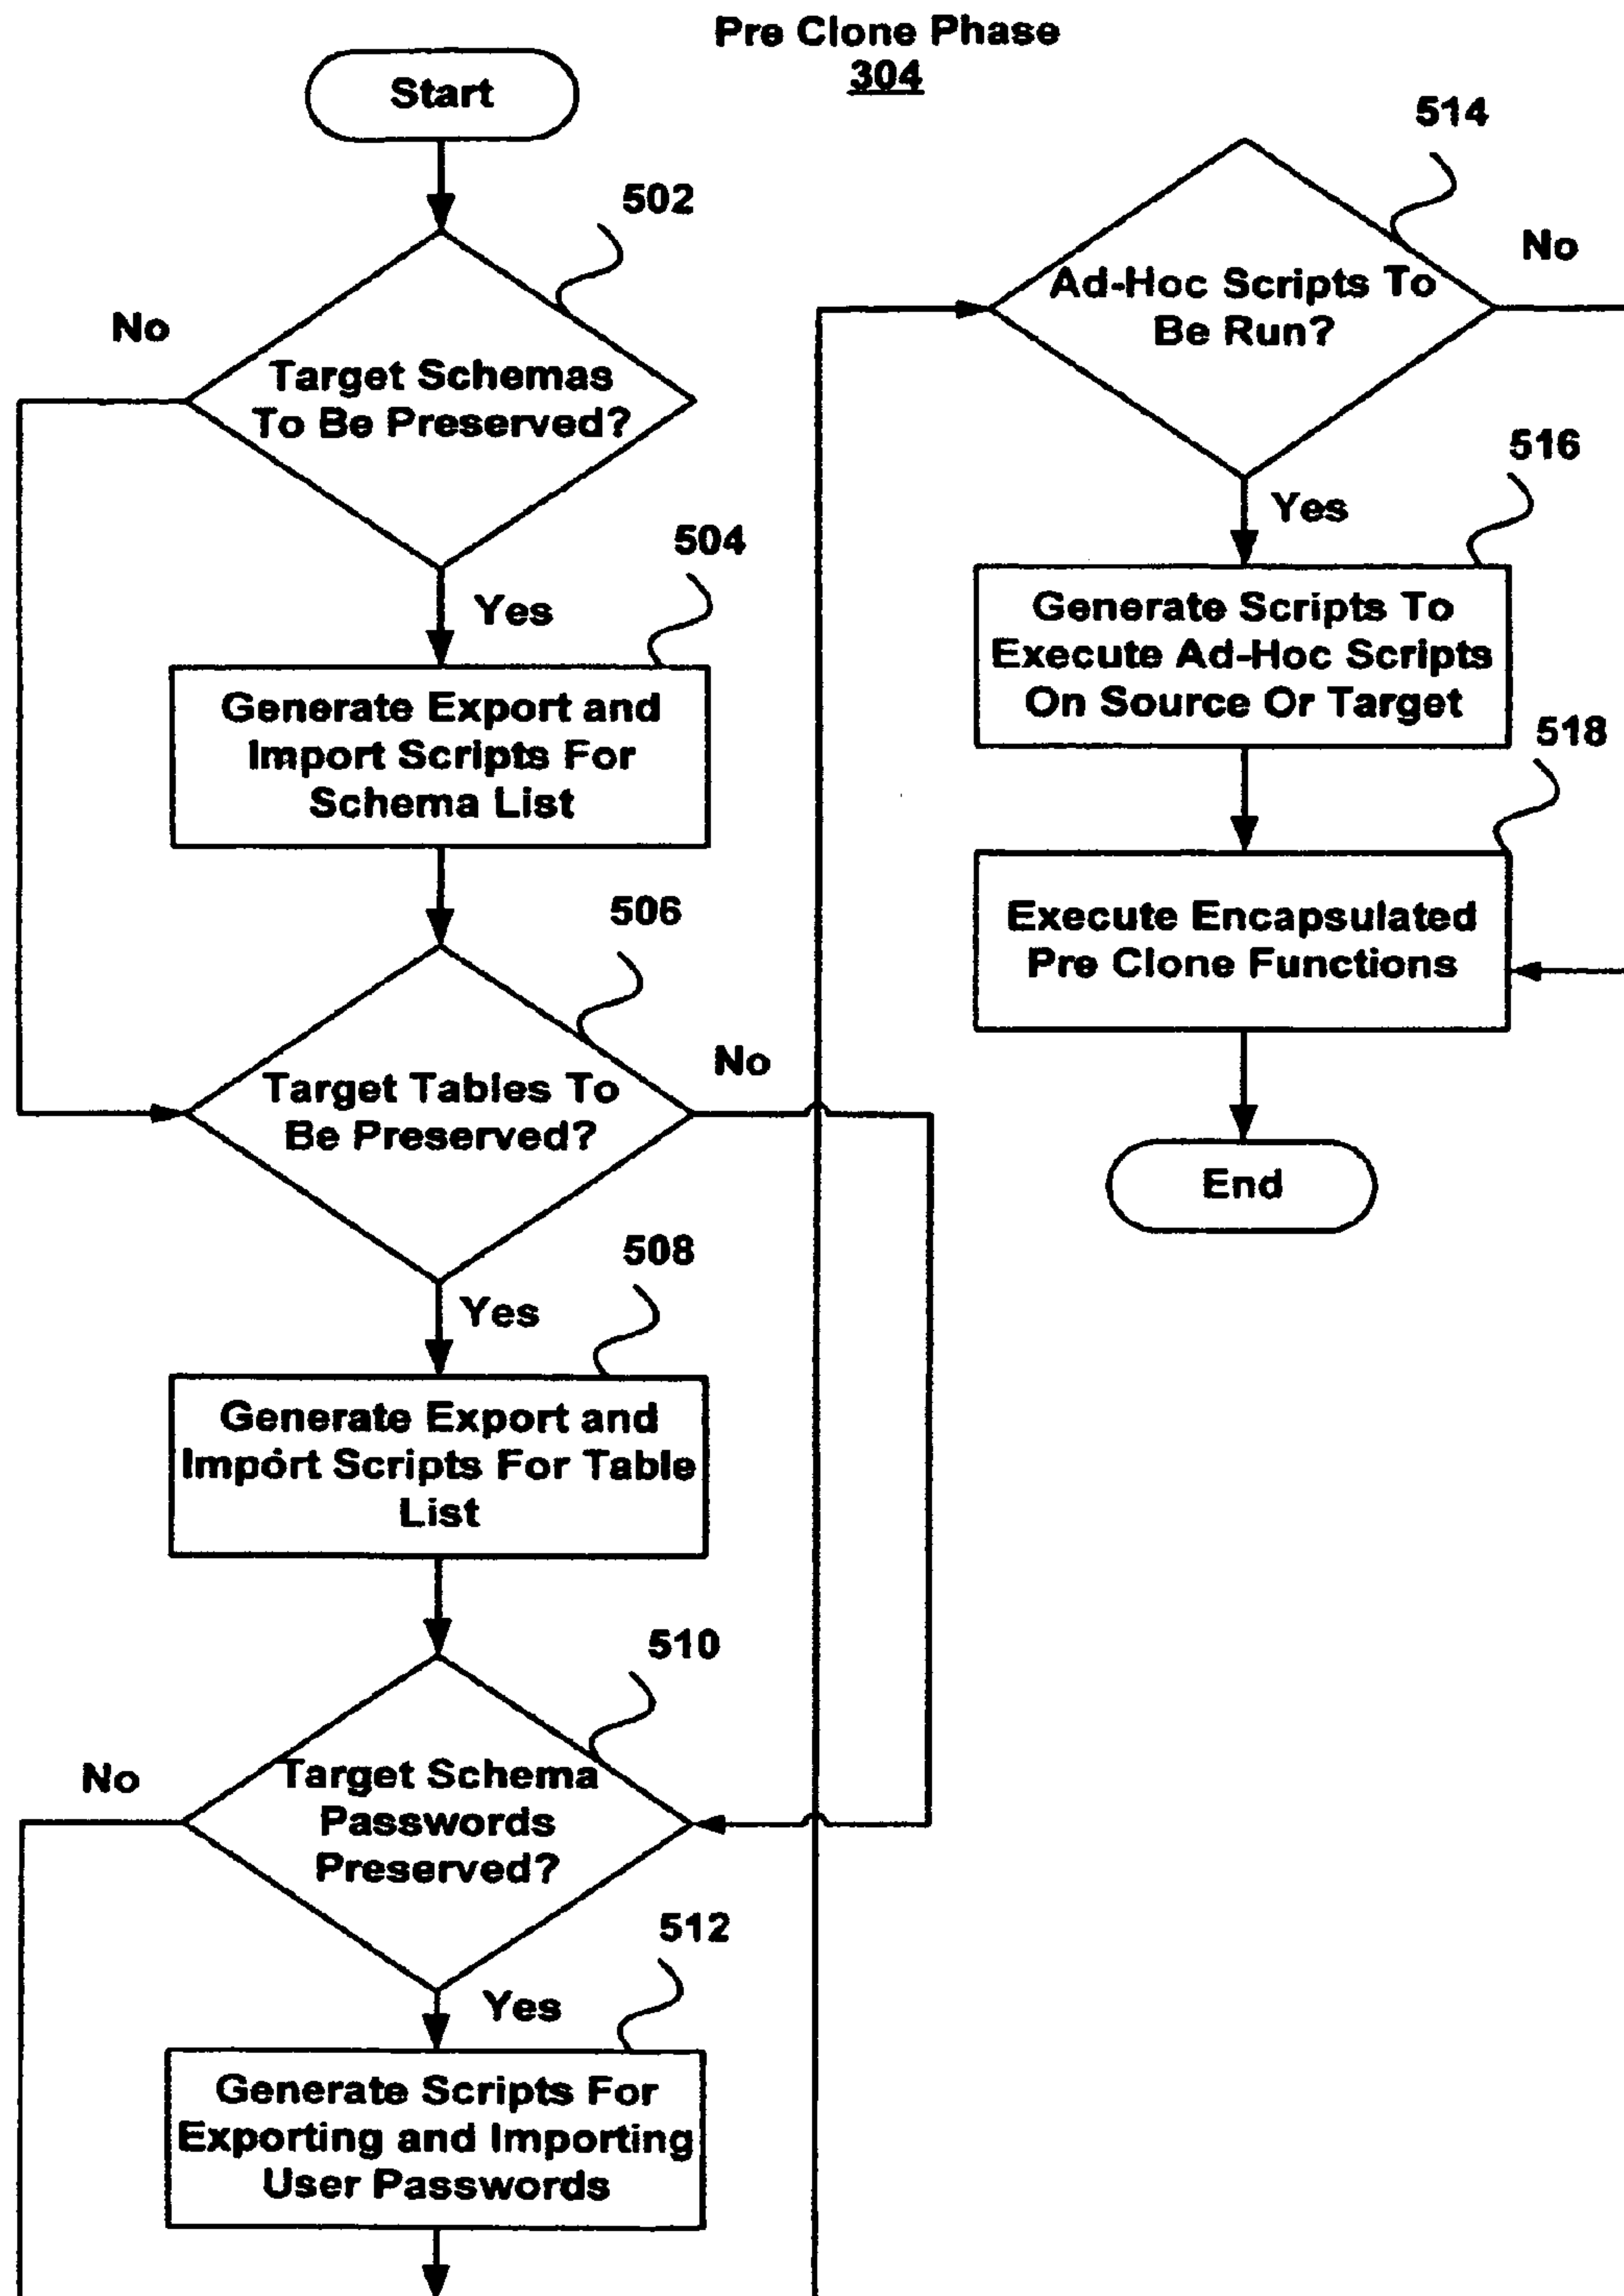 Pre Clone Phase
304
Start
502
No
Target Schemas
To Be Preserved?
504
Yes
Generate Export and
Import Scripts For
Schema List
506
No
Target Tables To
Be Preserved?
508
Yes
Generate Export and
Import Scripts For Table
List
510
No
Target Schema
Passwords
Preserved?
512
Yes
Generate Scripts For
Exporting and Importing
User Passwords
514
No
Ad-Hoc Scripts To
Be Run?
516
Yes
Generate Scripts To
Execute Ad-Hoc Scripts
On Source Or Target
518
Execute Encapsulated
Pre Clone Functions
End